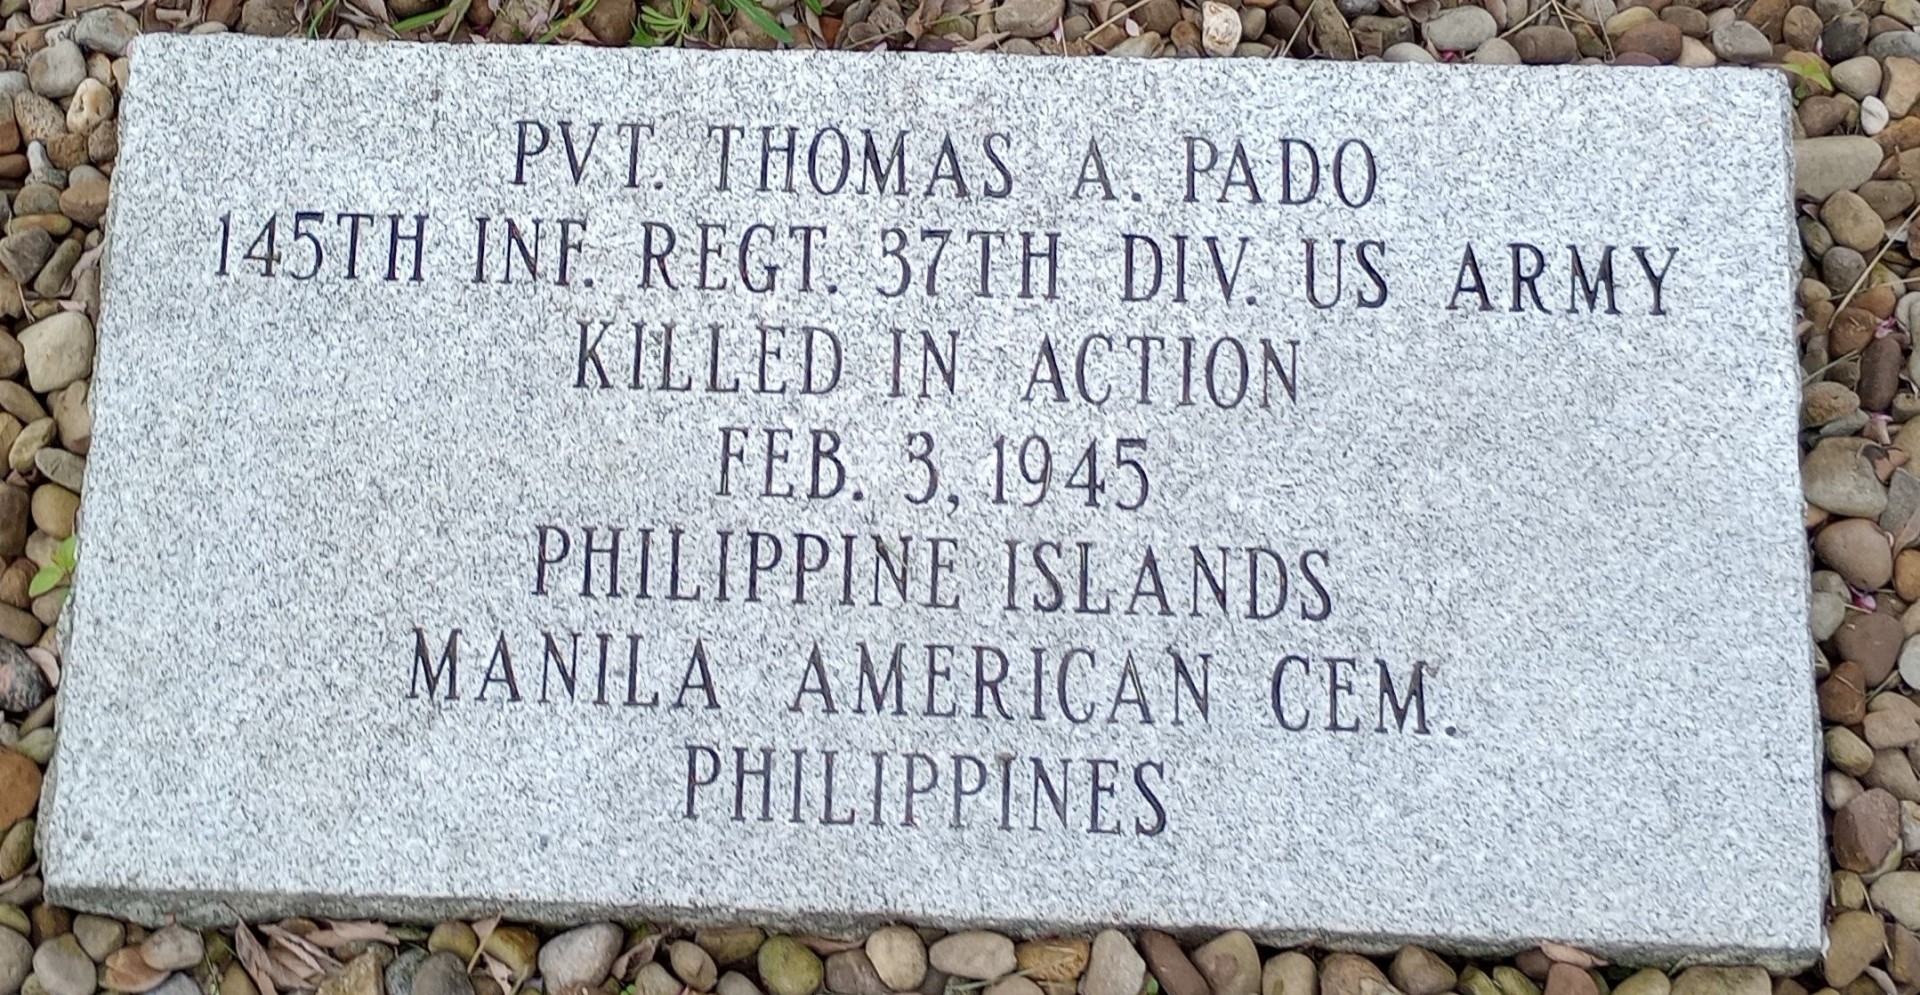 PVT. THOMAS A. PADO
145TH INF. REGT. 37TH DIV. US ARMY
KILLED IN ACTION
FEB. 3, 1945
PHILIPPINE ISLANDS
MANILA AMERICAN CEM.
PHILIPPINES